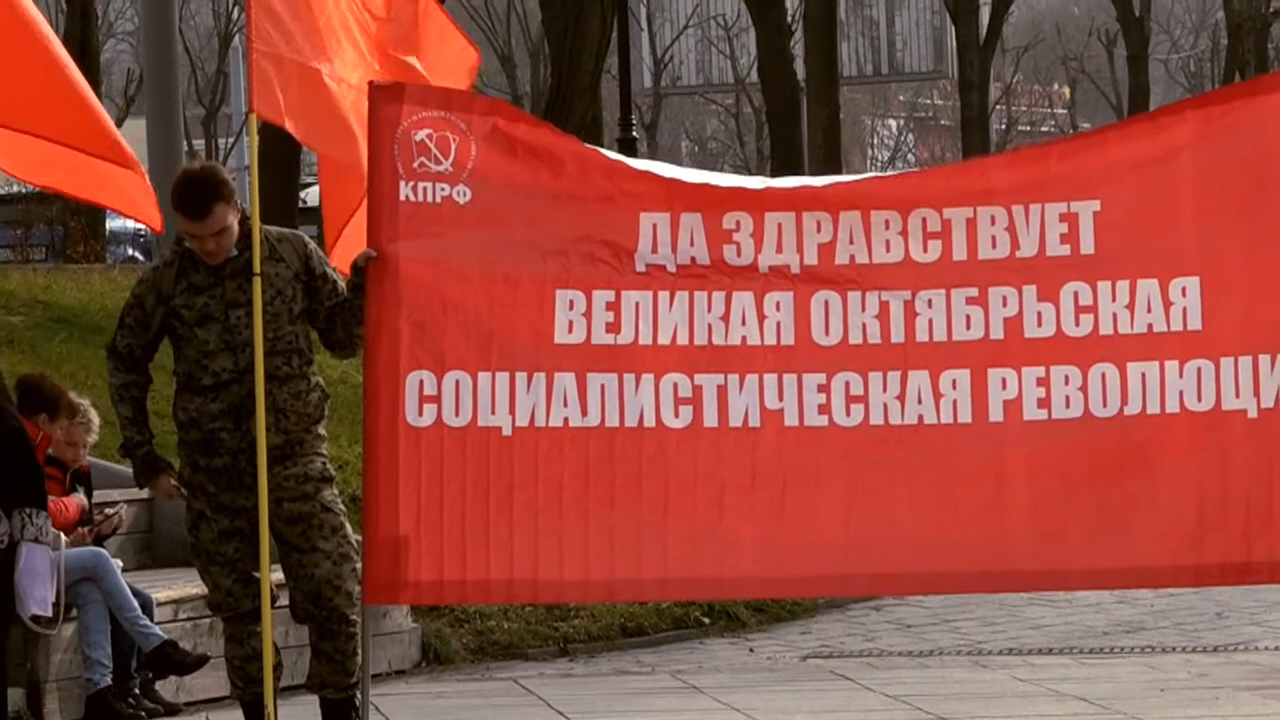 КПРФ
ДА ЗДРАВСТВУЕТ
ВЕЛИКАЯ ОКТЯБРЬСКАЯ
СОЦИАЛИСТИЧЕСКАЯ РЕВОЛЮЦИ